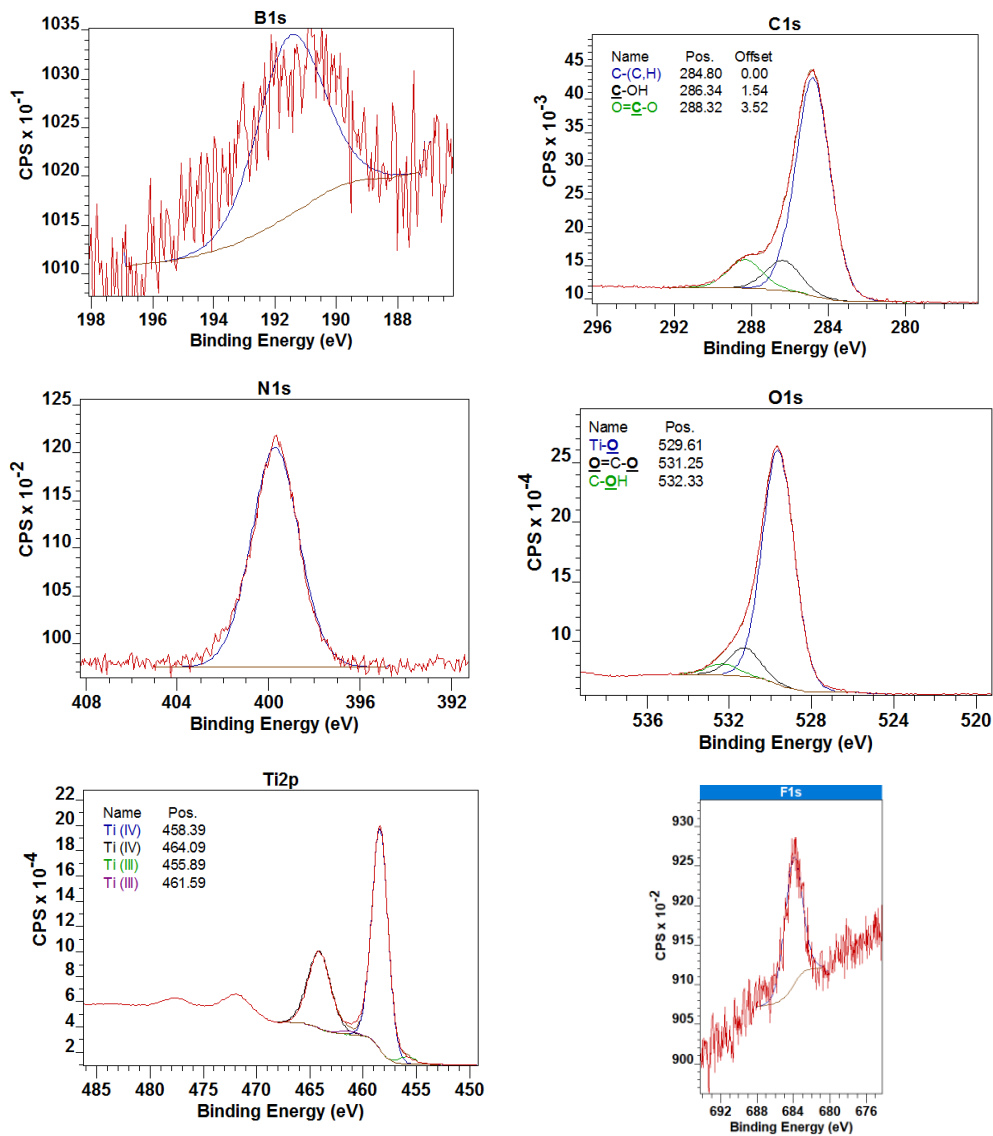 B1s
CPS x 10⁻¹
1035
1030
1025
1020
1015
1010
198 196 194 192 190 188
Binding Energy (eV)
C1s
Name Pos. Offset
C-(C,H) 284.80 0.00
C-OH 286.34 1.54
O=C-O 288.32 3.52
CPS x 10⁻³
45
40
35
30
25
20
15
10
296 292 288 284 280
Binding Energy (eV)
N1s
CPS x 10⁻²
125
120
115
110
105
100
408 404 400 396 392
Binding Energy (eV)
O1s
Name Pos.
Ti-O 529.61
O=C-O 531.25
C-OH 532.33
CPS x 10⁻⁴
25
20
15
10
536 532 528 524 520
Binding Energy (eV)
Ti2p
Name Pos.
Ti (IV) 458.39
Ti (IV) 464.09
Ti (III) 455.89
Ti (III) 461.59
CPS x 10⁻⁴
22
20
18
16
14
12
10
8
6
4
2
485 480 475 470 465 460 455 450
Binding Energy (eV)
F1s
CPS x 10⁻²
930
925
920
915
910
905
900
692 688 684 680 676
Binding Energy (eV)